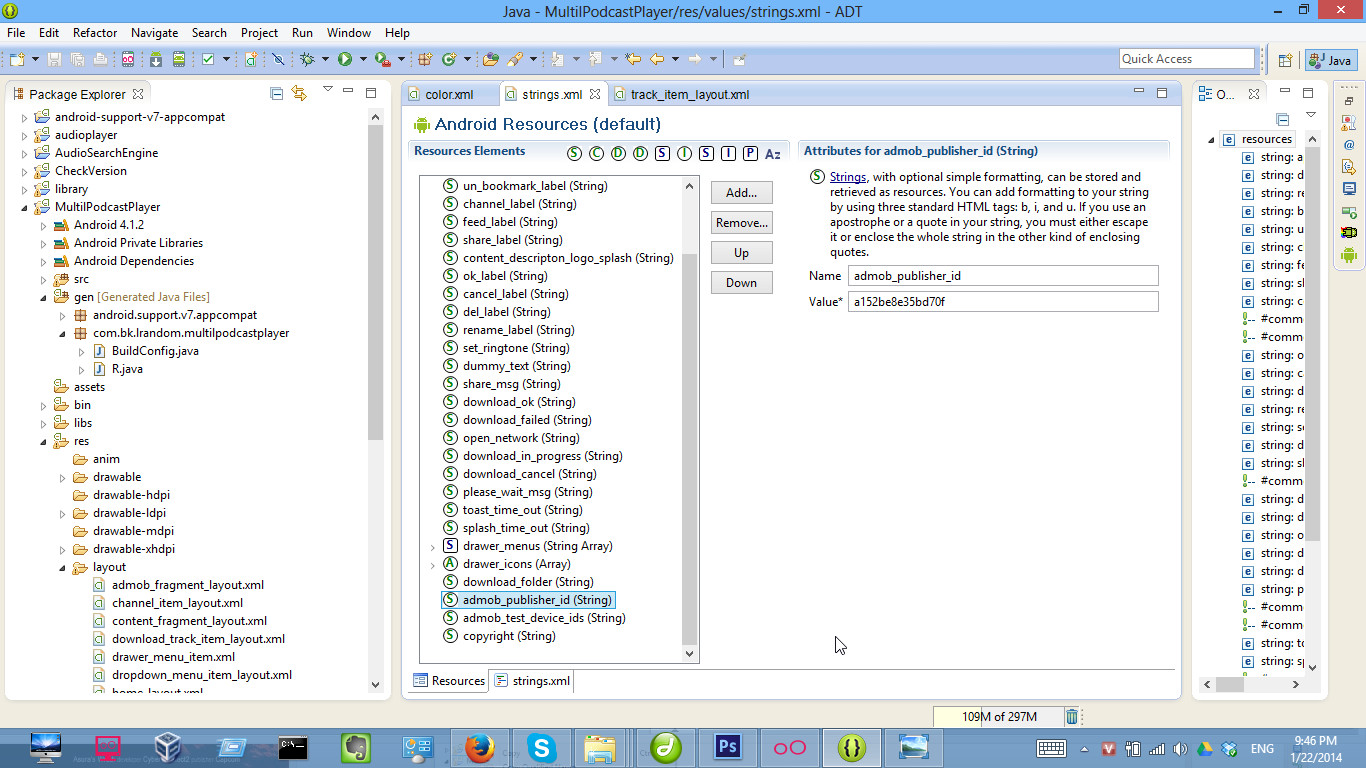 Java - MultilPodcastPlayer/res/values/strings.xml - ADT
File Edit Refactor Navigate Search Project Run Window Help
Quick Access
Java
Package Explorer
android-support-v7-appcompat
audioplayer
AudioSearchEngine
CheckVersion
library
MultilPodcastPlayer
Android 4.1.2
Android Private Libraries
Android Dependencies
src
gen [Generated Java Files]
android.support.v7.appcompat
com.bk.lrandom.multilpodcastplayer
BuildConfig.java
R.java
assets
bin
libs
res
anim
drawable
drawable-hdpi
drawable-ldpi
drawable-mdpi
drawable-xhdpi
layout
admob_fragment_layout.xml
channel_item_layout.xml
content_fragment_layout.xml
download_track_item_layout.xml
drawer_menu_item.xml
dropdown_menu_item_layout.xml
home_layout.xml
color.xml
strings.xml
track_item_layout.xml
Android Resources (default)
Resources Elements
S C D D S I S I P Az
un_bookmark_label (String)
channel_label (String)
feed_label (String)
share_label (String)
content_descripton_logo_splash (String)
ok_label (String)
cancel_label (String)
del_label (String)
rename_label (String)
set_ringtone (String)
dummy_text (String)
share_msg (String)
download_ok (String)
download_failed (String)
open_network (String)
download_in_progress (String)
download_cancel (String)
please_wait_msg (String)
toast_time_out (String)
splash_time_out (String)
drawer_menus (String Array)
drawer_icons (Array)
download_folder (String)
admob_publisher_id (String)
admob_test_device_ids (String)
copyright (String)
Add...
Remove...
Up
Down
Attributes for admob_publisher_id (String)
Strings, with optional simple formatting, can be stored and
retrieved as resources. You can add formatting to your string
by using three standard HTML tags: b, i, and u. If you use an
apostrophe or a quote in your string, you must either escape
it or enclose the whole string in the other kind of enclosing
quotes.
Name admob_publisher_id
Value* a152be8e35bd70f
Resources
strings.xml
O...
resources
string: a
string: d
string: re
string: b
string: u
string: c
string: fe
string: sl
string: c
#comm
#comm
string: o
string: ca
string: d
string: re
string: se
string: d
string: sl
#comm
string: d
string: d
string: o
string: d
string: d
string: p
#comm
#comm
string: to
string: sp
109M of 297M
ENG
9:46 PM
1/22/2014